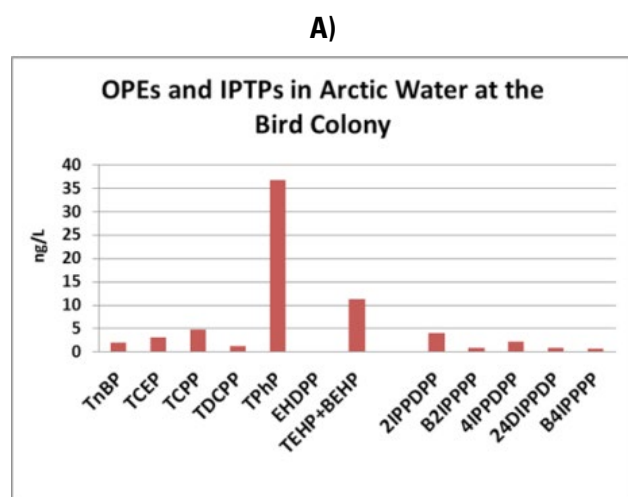 A)
OPEs and IPTPs in Arctic Water at the
Bird Colony
40
35
30
25
20
15
10
5
0
ng/L
TnBP
TCEP
TCPP
TDCPP
TPhP
EHDPP
TEHP+BEHP
2IPPDPP
B2IPPPP
4IPPDPP
24DIPPDP
B4IPPPP